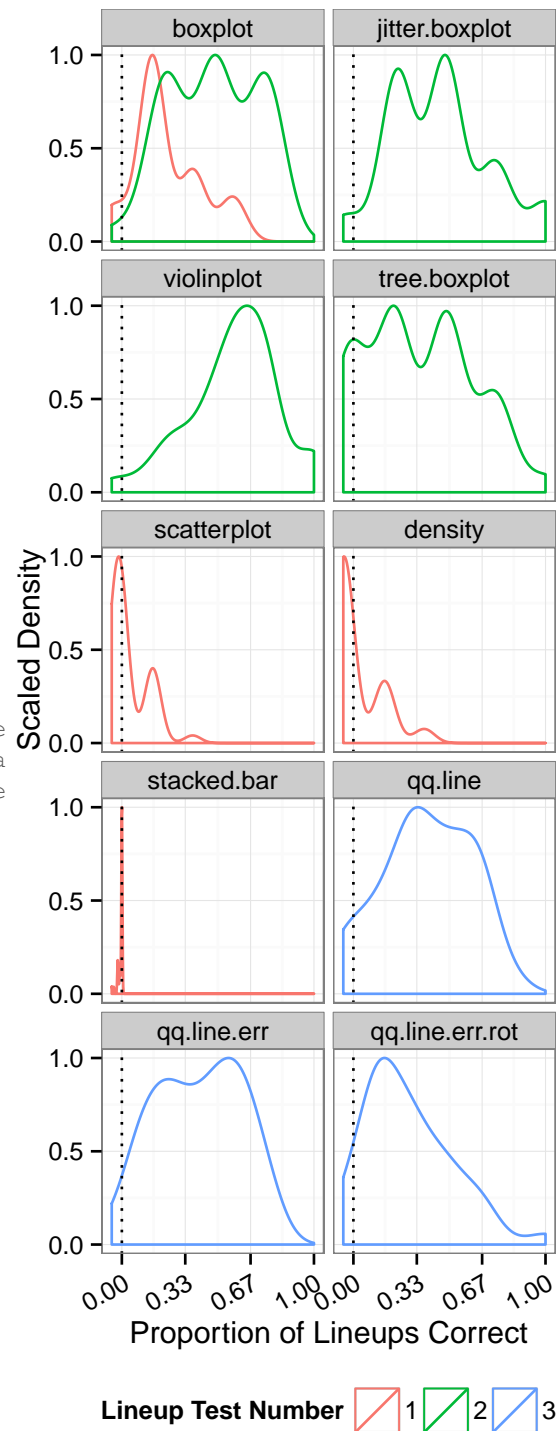 boxplot jitter.boxplot
1.0
0.5
0.0
violinplot tree.boxplot
1.0
0.5
0.0
scatterplot density
1.0
0.5
0.0
stacked.bar qq.line
1.0
0.5
0.0
qq.line.err qq.line.err.rot
1.0
0.5
0.0
0.00 0.33 0.67 1.00 0.00 0.33 0.67 1.00
Scaled Density
Proportion of Lineups Correct
Lineup Test Number 1 2 3